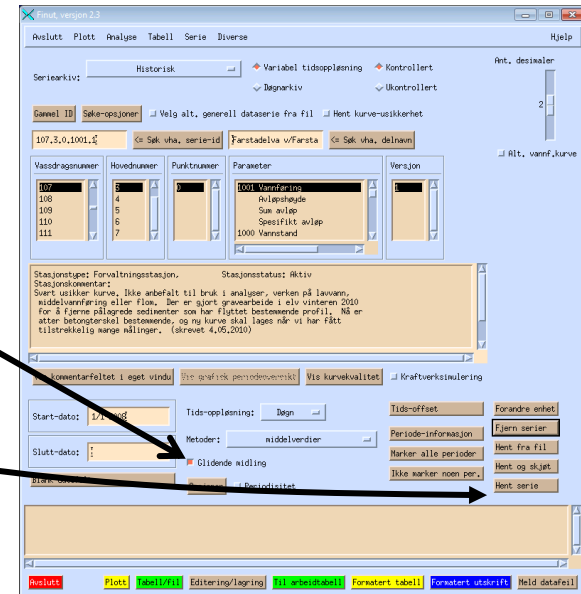 Finut, versjon 2.3
Avslutt Plott Analyse Tabell Serie Diverse Hjelp
Seriearkiv: Historisk Variabel tidsoppløsning Kontrollert Ant. desimaler
Døgnarkiv Ukontrollert
2
Gammel ID Søke-opsjoner Velg alt. generell dataserie fra fil Hent kurve-usikkerhet
107.3.0.1001.1 <= Søk vha. serie-id Farstadelva v/Farsta <= Søk vha. delnavn
Alt. vannf.kurve
Vassdragsnummer Hovednummer Punktnummer Parameter Versjon
107 3 0 1001 Vannføring 1
108 4 Avløpshøyde
109 5 Sum avløp
110 6 Spesifikt avløp
111 7 1000 Vannstand
Stasjonstype: Forvaltningsstasjon, Stasjonsstatus: Aktiv
Stasjonskommentar:
Svært usikker kurve. Ikke anbefalt til bruk i analyser, verken på lavvann,
middelvannføring eller flom. Der er gjort gravearbeide i elv vinteren 2010
for å fjerne pålagrede sedimenter som har flyttet bestemmende profil. Nå er
atter betongterskel bestemmende, og ny kurve skal lages når vi har fått
tilstrekkelig mange målinger. (skrevet 4.05.2010)
kommentarfeltet i eget vindu Vis grafisk periodeoversikt Vis kurvekvalitet Kraftverksimulering
Start-dato: Tids-oppløsning: Døgn Tids-offset Forandre enhet
Metoder: middelverdier Periode-informasjon Fjern serier
Slutt-dato: Glidende midling Marker alle perioder Hent fra fil
Ikke marker noen per. Hent og skjøt
Periodisitet Hent serie
Avslutt Plott Tabell/fil Editering/lagring Til arbeidtabell Formatert tabell Formatert utskrift Meld datafeil